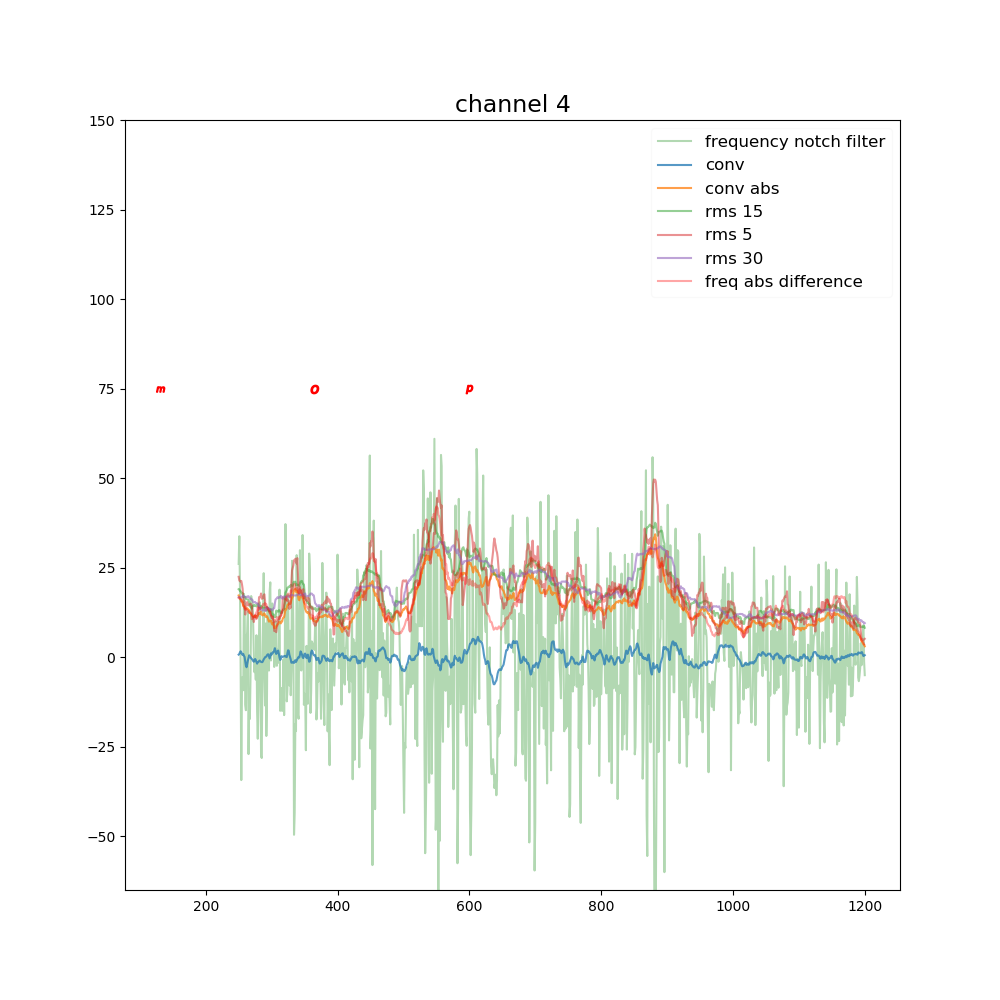 channel 4
150
frequency notch filter
conv
conv abs
rms 15
rms 5
rms 30
freq abs difference
125
100
75
m o p
50
25
0
−25
−50
200 400 600 800 1000 1200